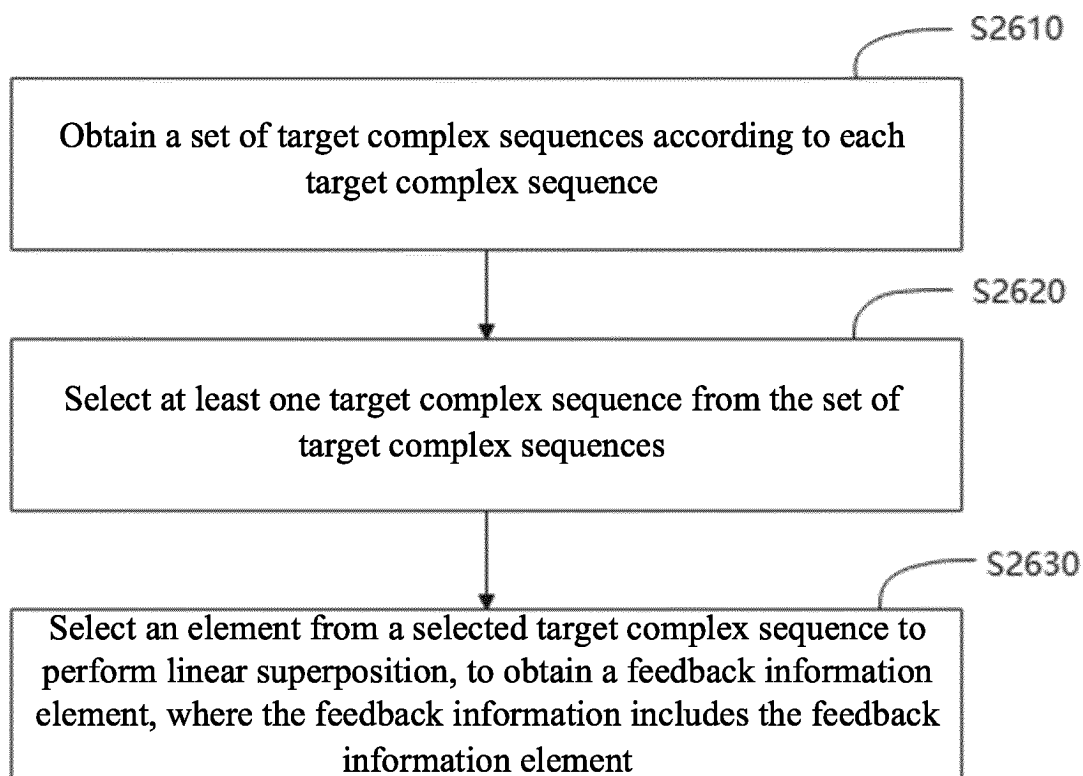 S2610
Obtain a set of target complex sequences according to each
target complex sequence
S2620
Select at least one target complex sequence from the set of
target complex sequences
S2630
Select an element from a selected target complex sequence to
perform linear superposition, to obtain a feedback information
element, where the feedback information includes the feedback
information element